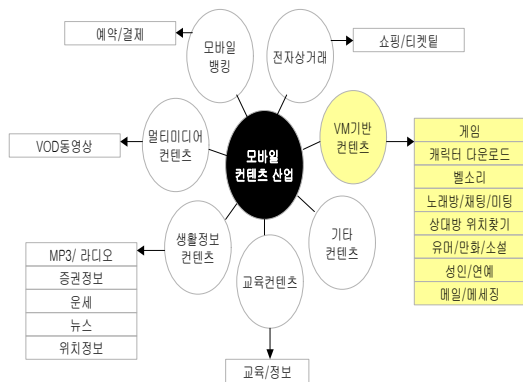 예약/결제
모바일
뱅킹
전자상거래
쇼핑/티켓팅
멀티미디어
컨텐츠
VOD동영상
모바일
컨텐츠 산업
VM기반
컨텐츠
게임
캐릭터 다운로드
벨소리
노래방/채팅/미팅
상대방 위치찾기
유머/만화/소설
성인/연예
메일/메세징
생활정보
컨텐츠
MP3/ 라디오
증권정보
운세
뉴스
위치정보
교육컨텐츠
교육/정보
기타
컨텐츠